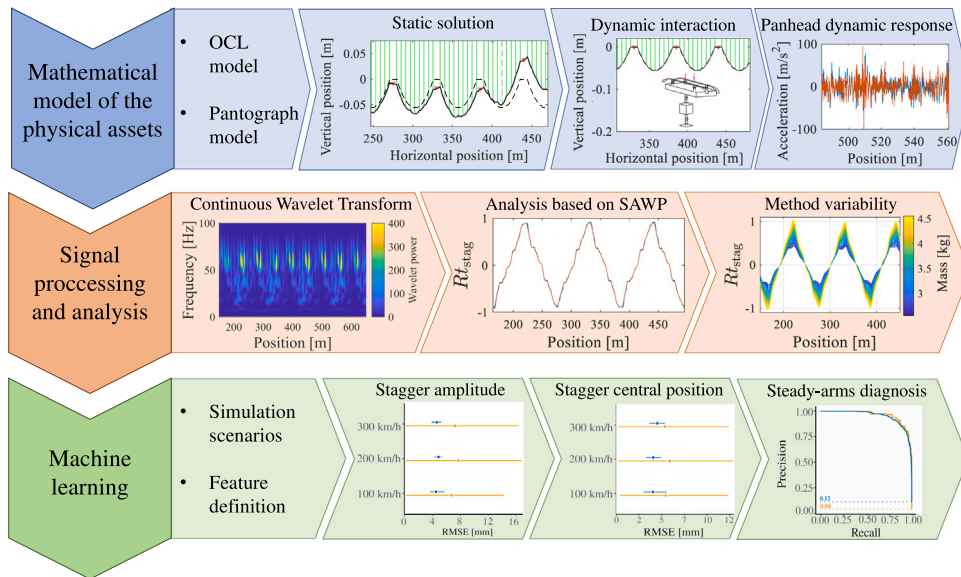 Mathematical
model of the
physical assets
• OCL
model
• Pantograph
model
Static solution
Vertical position [m]
0.05
0
-0.05
250 300 350 400 450
Horizontal position [m]
Dynamic interaction
Vertical position [m]
0
-0.1
-0.2
350 400 450
Horizontal position [m]
Panhead dynamic response
Acceleration [m/s²]
100
0
-100
500 520 540 560
Position [m]
Signal
proccessing
and analysis
Continuous Wavelet Transform
Frequency [Hz]
100
50
0
200 300 400 500 600
Position [m]
400
300
200
100
0
Wavelet power
Analysis based on SAWP
Rt_stag
1
0
-1
200 300 400
Position [m]
Method variability
Rt_stag
1
0
-1
200 300 400
Position [m]
4.5
4
3.5
3
Mass [kg]
Machine
learning
• Simulation
scenarios
• Feature
definition
Stagger amplitude
300 km/h
200 km/h
100 km/h
0 4 8 12 16
RMSE [mm]
Stagger central position
300 km/h
200 km/h
100 km/h
0 2 4 6 8 10 12
RMSE [mm]
Steady-arms diagnosis
Precision
1.00
0.75
0.50
0.25
0.00
0.12
0.04
0.00 0.25 0.50 0.75 1.00
Recall